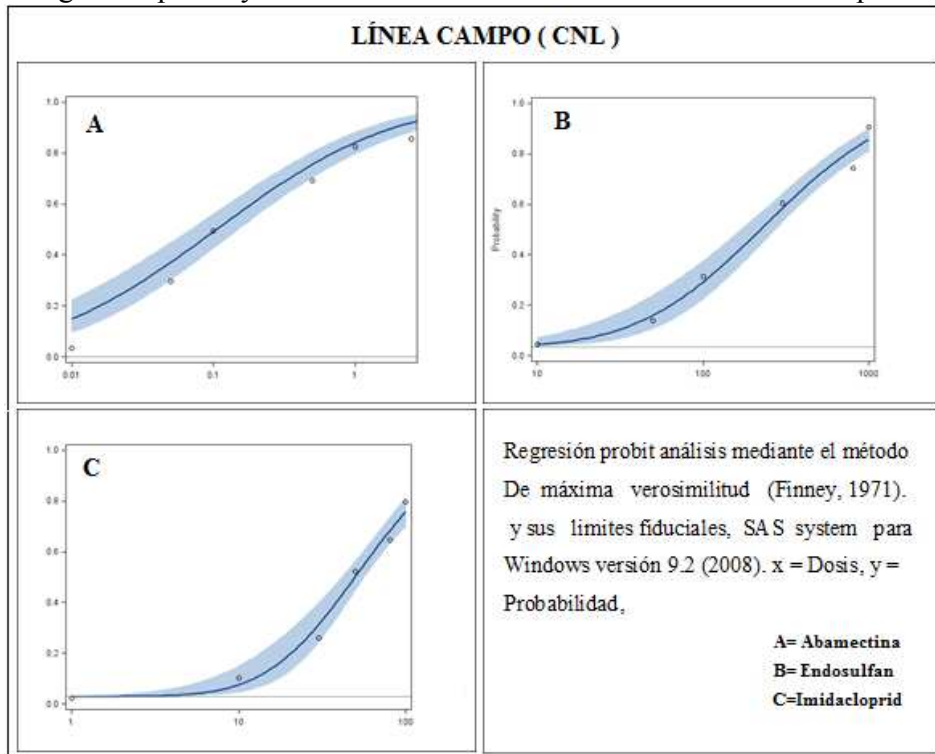 LÍNEA CAMPO ( CNL )
A
1.0
0.8
0.6
0.4
0.2
0.0
0.01
0.1
1
B
Probability
1.0
0.8
0.6
0.4
0.2
0.0
10
100
1000
C
1.0
0.8
0.6
0.4
0.2
0.0
1
10
100
Regresión probit análisis mediante el método
De máxima verosimilitud (Finney, 1971).
y sus limites fiduciales, SAS system para
Windows versión 9.2 (2008). x = Dosis, y =
Probabilidad,
A= Abamectina
B= Endosulfan
C=Imidacloprid